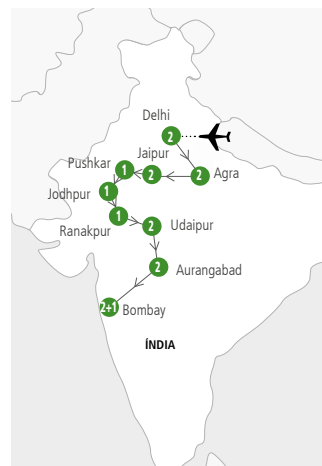 Delhi
2
Jaipur
Pushkar
1
2
2
Agra
Jodhpur
1
Ranakpur
1
2
Udaipur
2
Aurangabad
2+1
Bombay
ÍNDIA